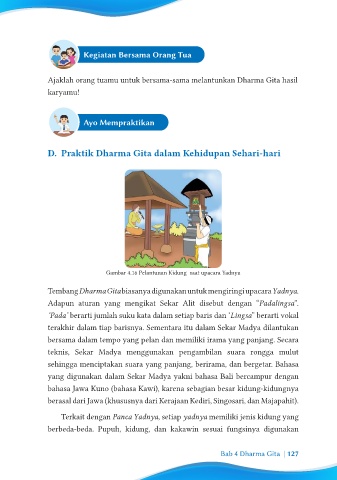 Kegiatan Bersama Orang Tua
Ajaklah orang tuamu untuk bersama-sama melantunkan Dharma Gita hasil
karyamu!
Ayo Mempraktikan
D. Praktik Dharma Gita dalam Kehidupan Sehari-hari
Gambar 4.16 Pelantunan Kidung saat upacara Yadnya
Tembang Dharma Gita biasanya digunakan untuk mengiringi upacara Yadnya.
Adapun aturan yang mengikat Sekar Alit disebut dengan "Padalingsa".
'Pada' berarti jumlah suku kata dalam setiap baris dan 'Lingsa" berarti vokal
terakhir dalam tiap barisnya. Sementara itu dalam Sekar Madya dilantukan
bersama dalam tempo yang pelan dan memiliki irama yang panjang. Secara
teknis, Sekar Madya menggunakan pengambilan suara rongga mulut
sehingga menciptakan suara yang panjang, berirama, dan bergetar. Bahasa
yang digunakan dalam Sekar Madya yakni bahasa Bali bercampur dengan
bahasa Jawa Kuno (bahasa Kawi), karena sebagian besar kidung-kidungnya
berasal dari Jawa (khususnya dari Kerajaan Kediri, Singosari, dan Majapahit).
Terkait dengan Panca Yadnya, setiap yadnya memiliki jenis kidung yang
berbeda-beda. Pupuh, kidung, dan kakawin sesuai fungsinya digunakan
Bab 4 Dharma Gita | 127